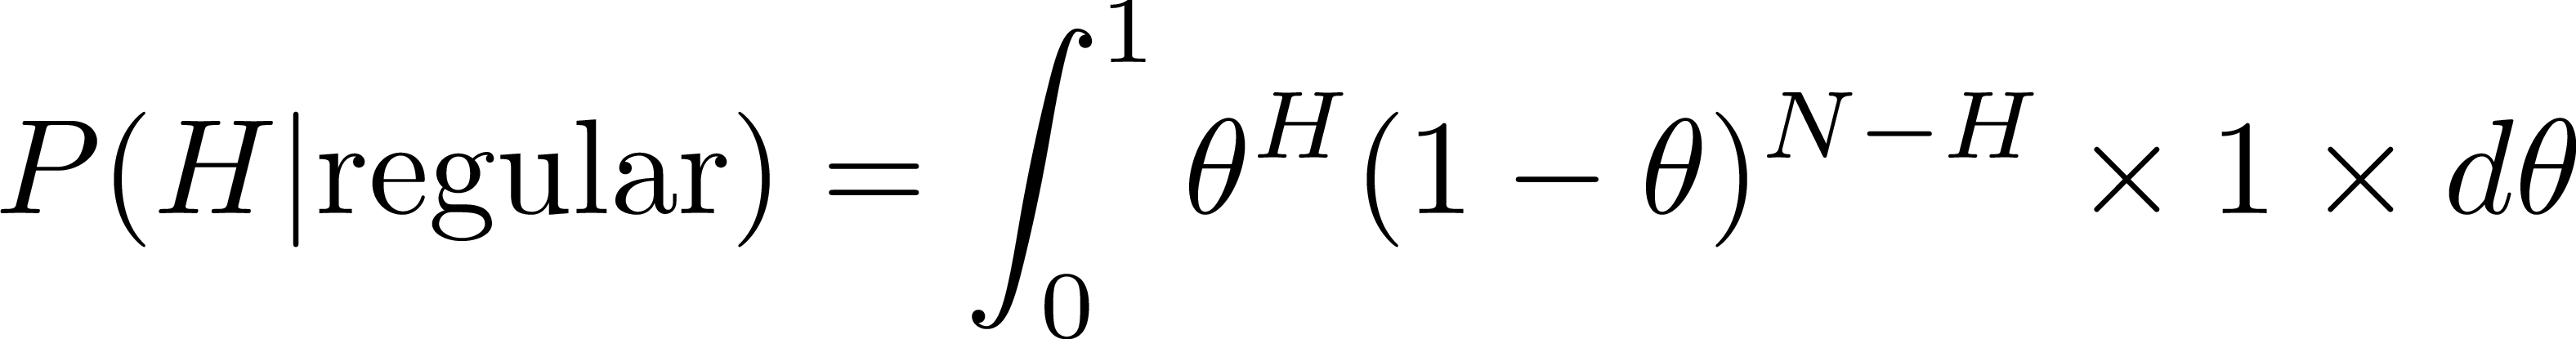 P(H|regular) = ∫₀¹ θ^H (1 − θ)^{N−H} × 1 × dθ